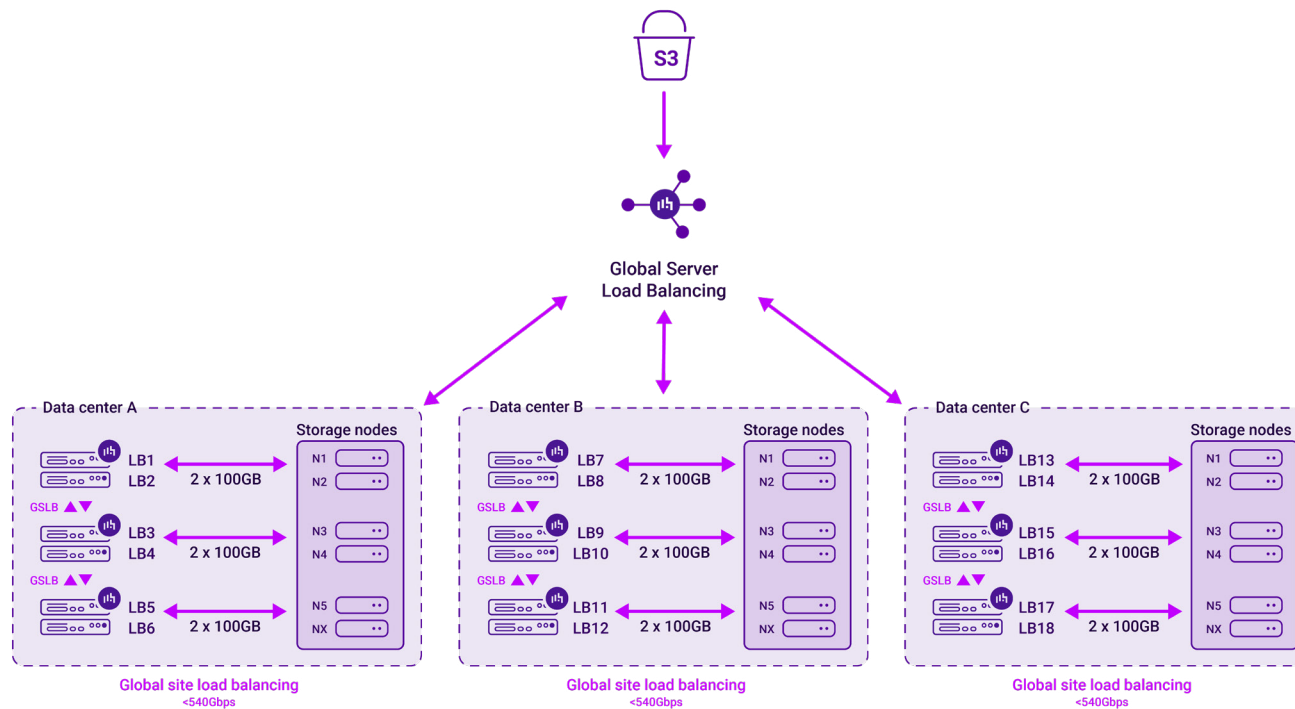 S3
Global Server
Load Balancing
Data center A
Storage nodes
LB1
LB2
2 x 100GB
N1
N2
GSLB
LB3
LB4
2 x 100GB
N3
N4
GSLB
LB5
LB6
2 x 100GB
N5
NX
Global site load balancing
<540Gbps
Data center B
Storage nodes
LB7
LB8
2 x 100GB
N1
N2
GSLB
LB9
LB10
2 x 100GB
N3
N4
GSLB
LB11
LB12
2 x 100GB
N5
NX
Global site load balancing
<540Gbps
Data center C
Storage nodes
LB13
LB14
2 x 100GB
N1
N2
GSLB
LB15
LB16
2 x 100GB
N3
N4
GSLB
LB17
LB18
2 x 100GB
N5
NX
Global site load balancing
<540Gbps